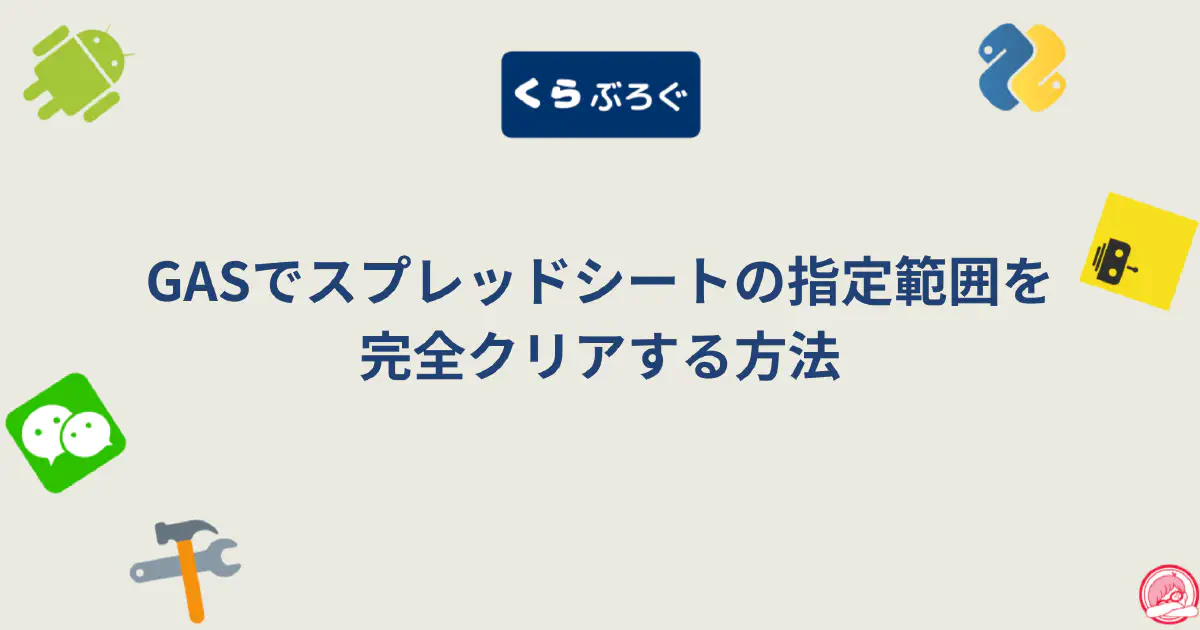 くらぶろぐ
GASでスプレッドシートの指定範囲を
完全クリアする方法